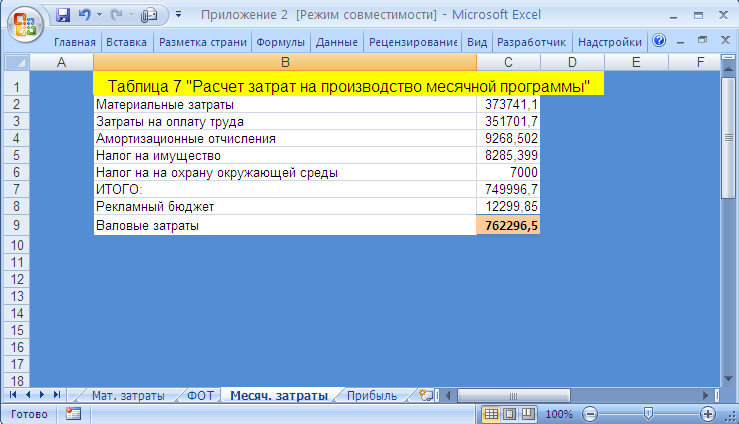 Приложение 2 [Режим совместимости] - Microsoft Excel
Главная Вставка Разметка страни Формулы Данные Рецензирование Вид Разработчик Надстройки
A B C D E F
1 Таблица 7 "Расчет затрат на производство месячной программы"
2 Материальные затраты 373741,1
3 Затраты на оплату труда 351701,7
4 Амортизационные отчисления 9268,502
5 Налог на имущество 8285,399
6 Налог на на охрану окружающей среды 7000
7 ИТОГО: 749996,7
8 Рекламный бюджет 12299,85
9 Валовые затраты 762296,5
10
11
12
13
14
15
16
17
18
Мат. затраты ФОТ Месяч. затраты Прибыль
Готово 100%